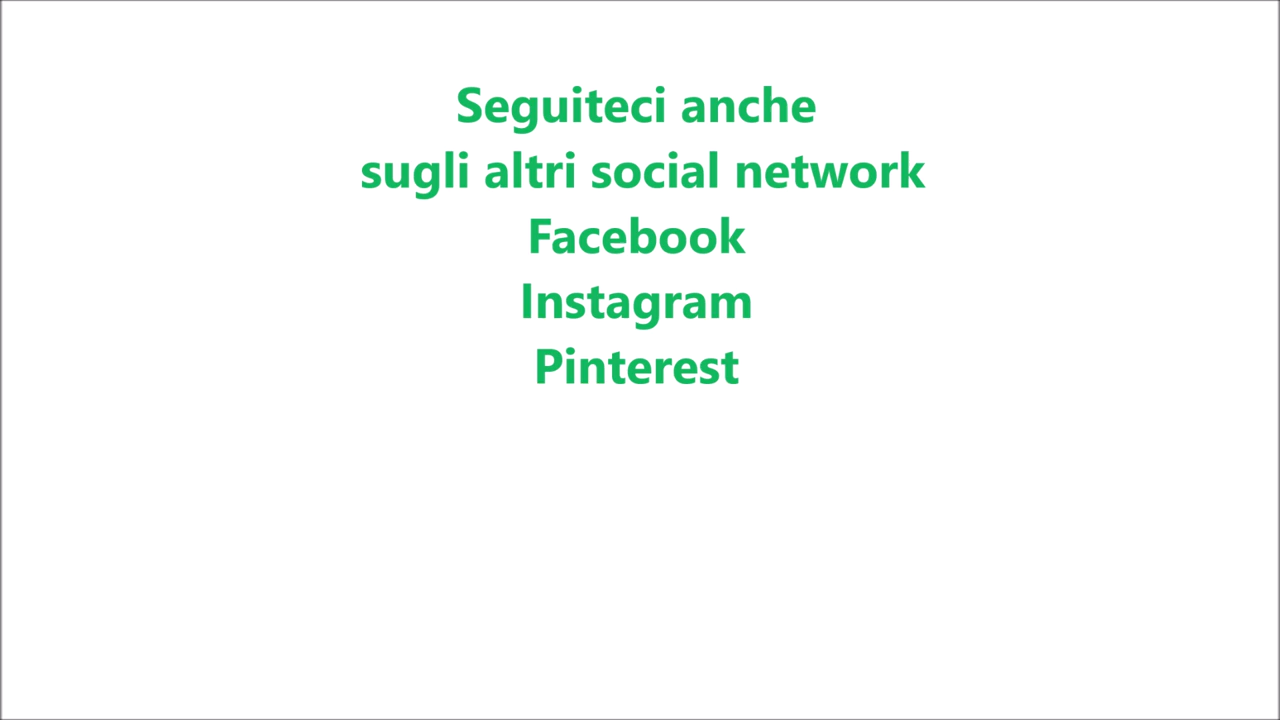 Seguiteci anche
sugli altri social network
Facebook
Instagram
Pinterest